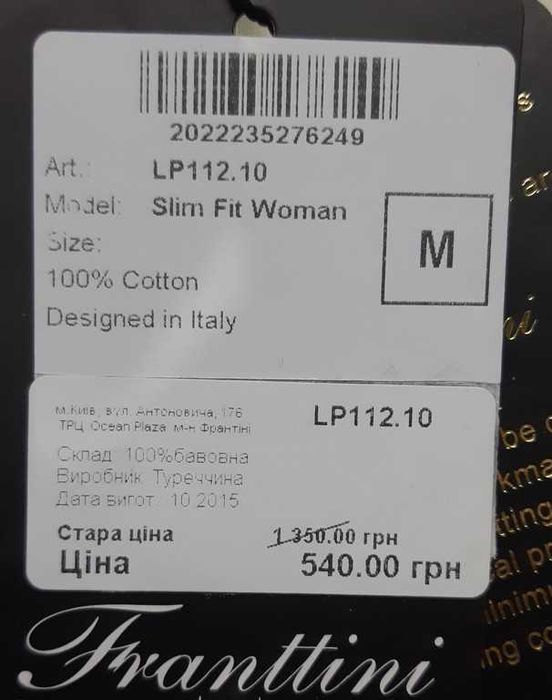 2022235276249
Art.: LP112.10
Model: Slim Fit Woman
Size: M
100% Cotton
Designed in Italy
м.Київ, вул. Антоновича, 176
ТРЦ Ocean Plaza м-н Франтіні
LP112.10
Склад 100%бавовна
Виробник Туреччина
Дата вигот. 10.2015
Стара ціна 1 350.00 грн
Ціна 540.00 грн
Franttini